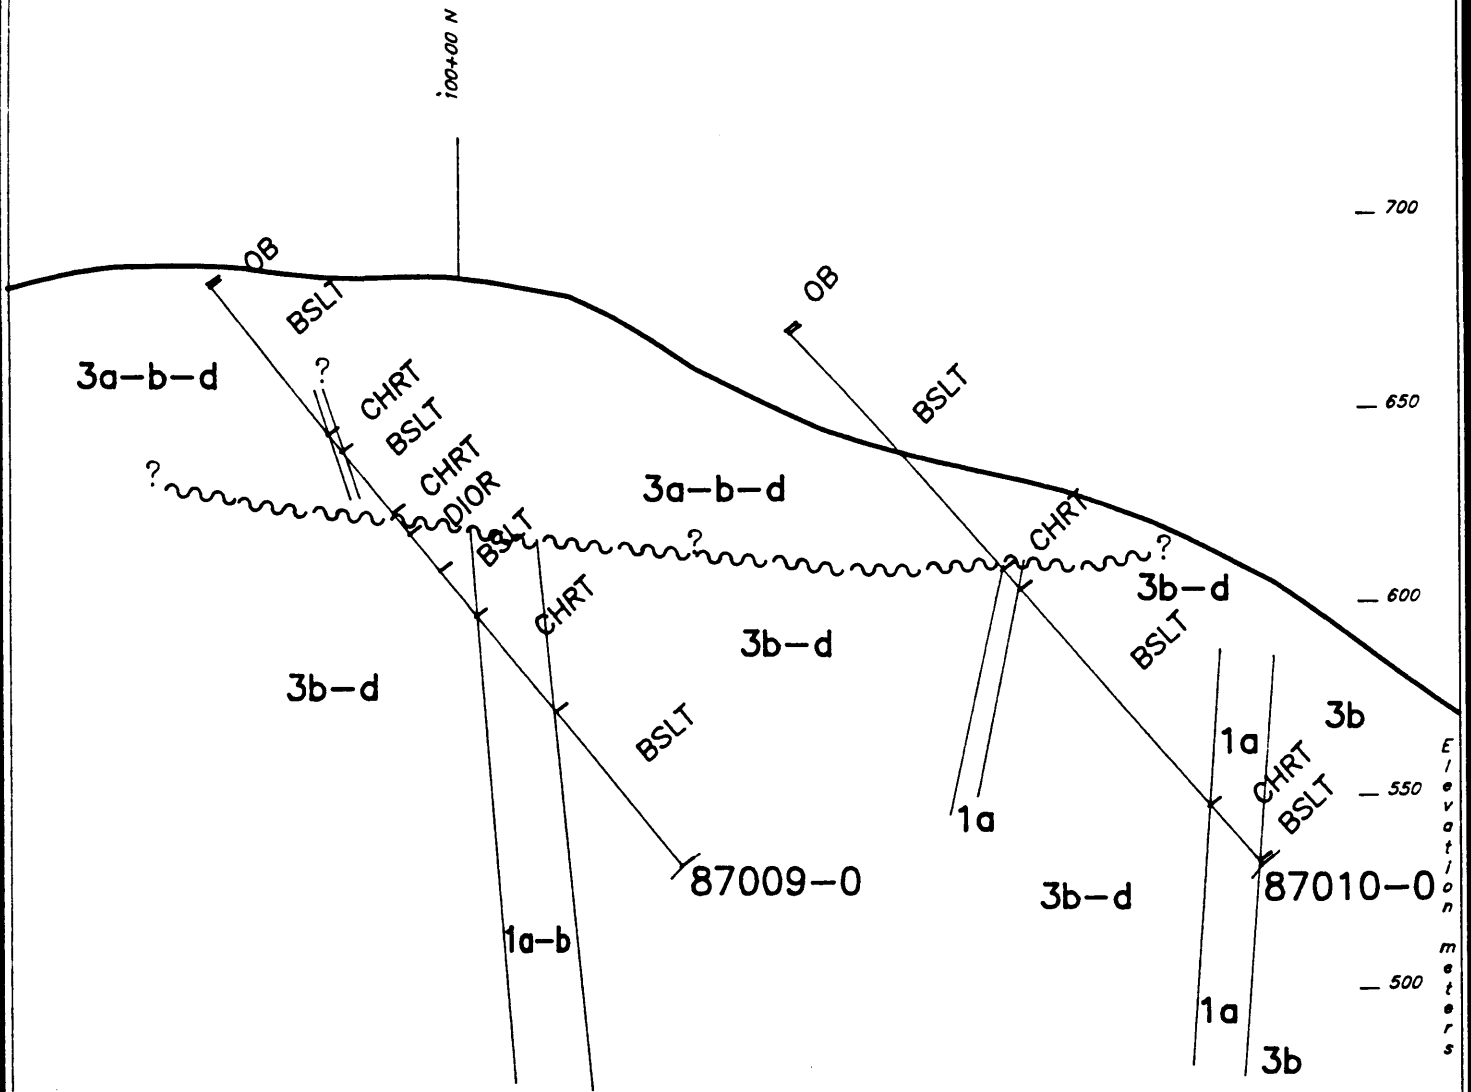 100+00 N
700
OB
OB
BSLT
3a-b-d
?
CHRT
BSLT
650
BSLT
CHRT
?
3a-b-d
DIOR
BSLT
?
CHRT
?
CHRT
3b-d
600
3b-d
BSLT
3b-d
BSLT
1a
3b
CHRT
BSLT
550
1a
87009-0
3b-d
87010-0
1a-b
500
1a
3b
Elevation meters